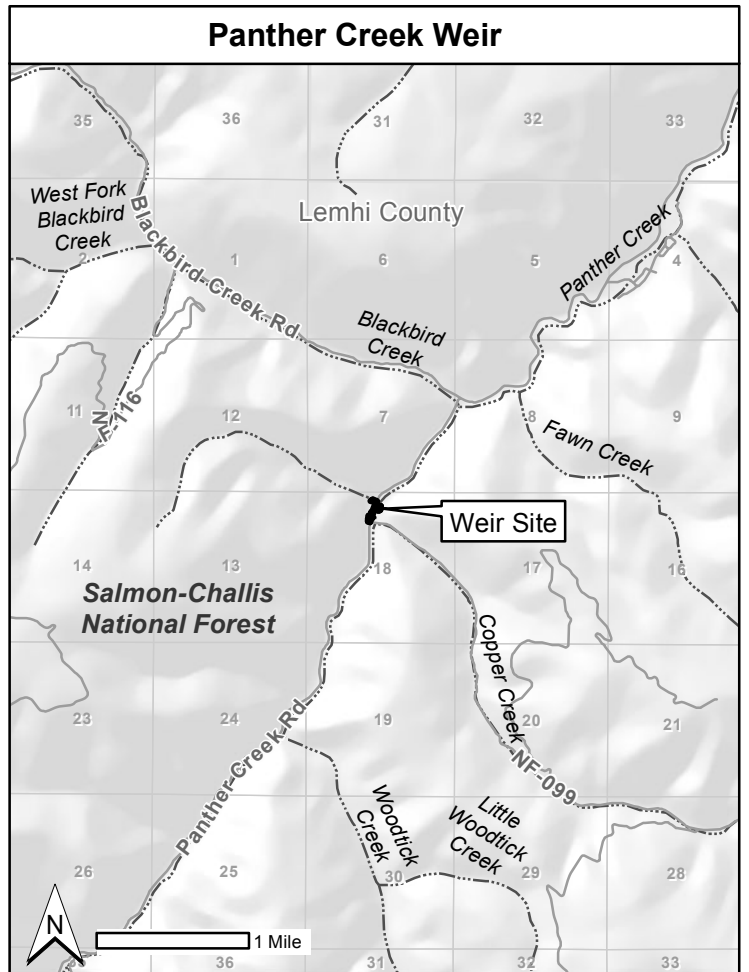 Panther Creek Weir
35
36
31
32
33
West Fork
Blackbird
Creek
Lemhi County
Blackbird Creek Rd
Panther Creek
2
1
6
5
4
Blackbird
Creek
11
NF-116
12
7
8
9
Fawn Creek
Weir Site
14
13
18
17
16
Salmon-Challis
National Forest
Copper Creek
23
24
19
20
21
Panther Creek Rd
NF-099
Woodtick
Creek
Little
Woodtick
Creek
26
25
30
29
28
N
1 Mile
36
31
32
33